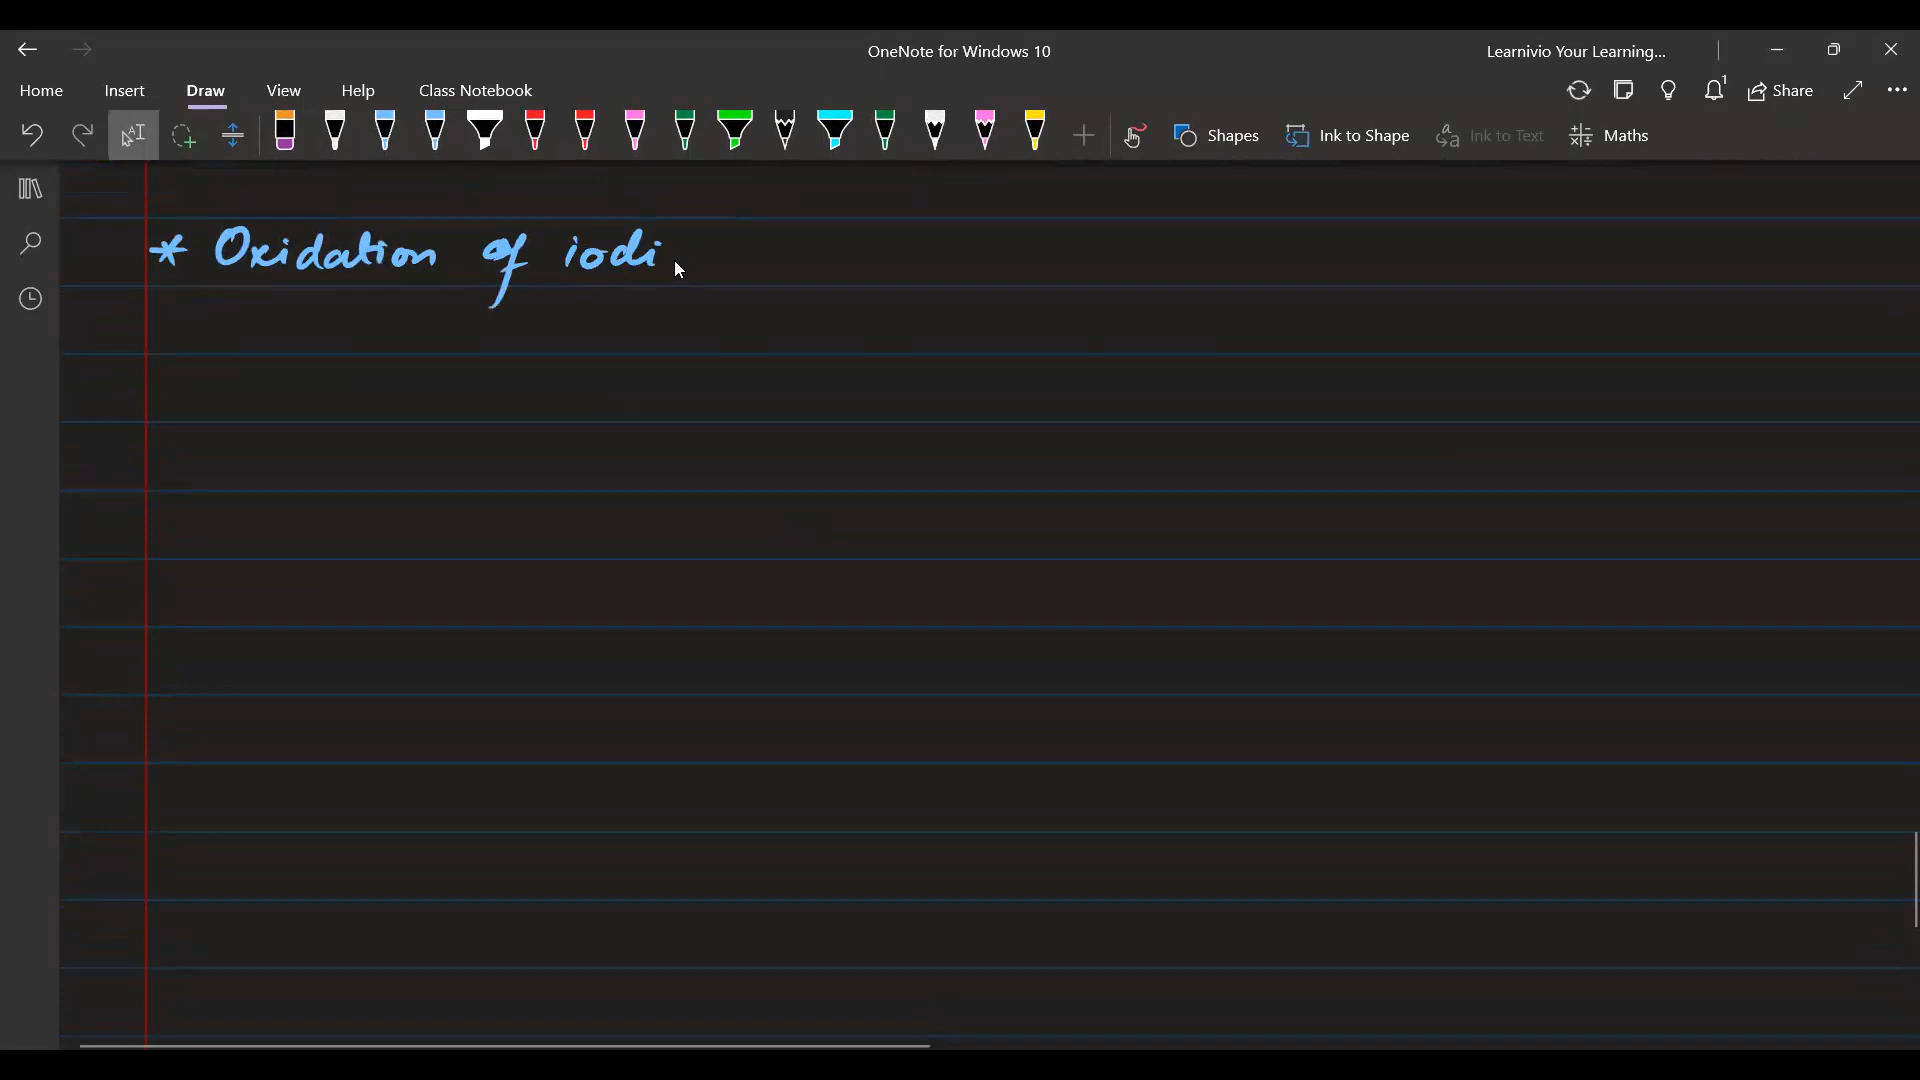 OneNote for Windows 10
Learnivio Your Learning...
Home Insert Draw View Help Class Notebook
1 Share
Shapes Ink to Shape Ink to Text Maths
* Oxidation of iodi